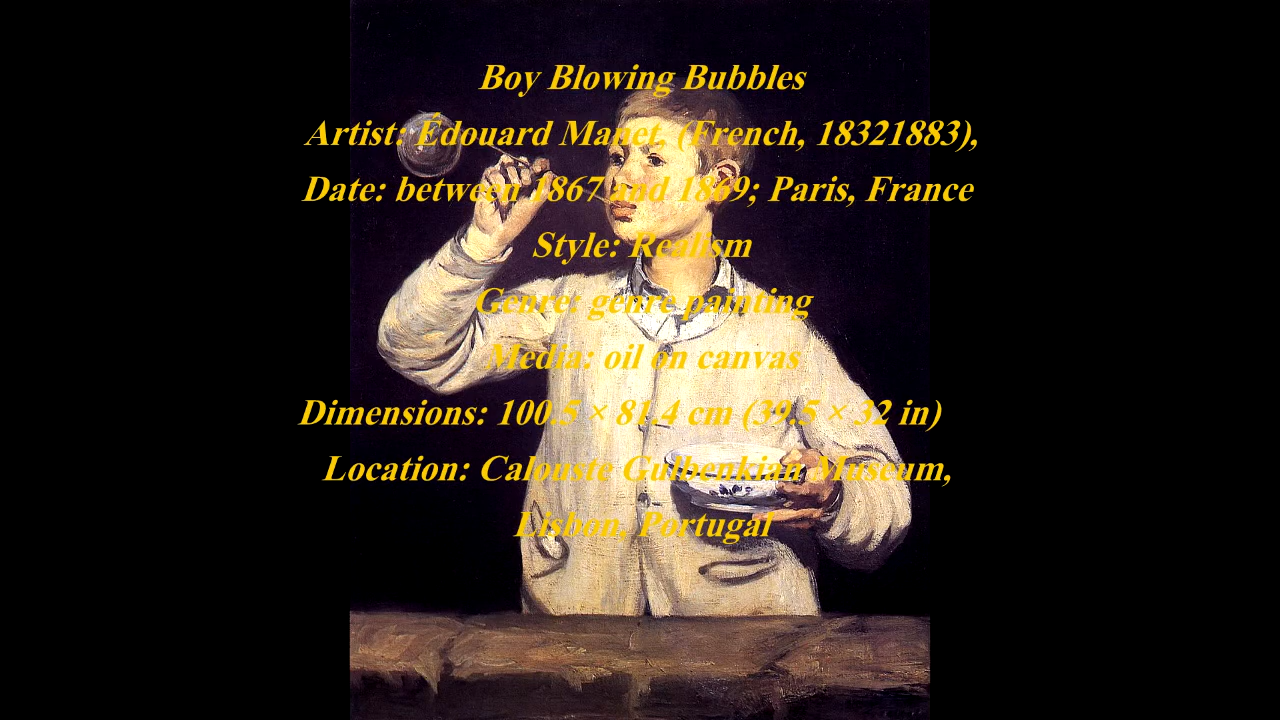 Boy Blowing Bubbles
Artist: Édouard Manet, (French, 18321883),
Date: between 1867 and 1869; Paris, France
Style: Realism
Genre: genre painting
Media: oil on canvas
Dimensions: 100.5 × 81.4 cm (39.5 × 32 in)
Location: Calouste Gulbenkian Museum,
Lisbon, Portugal